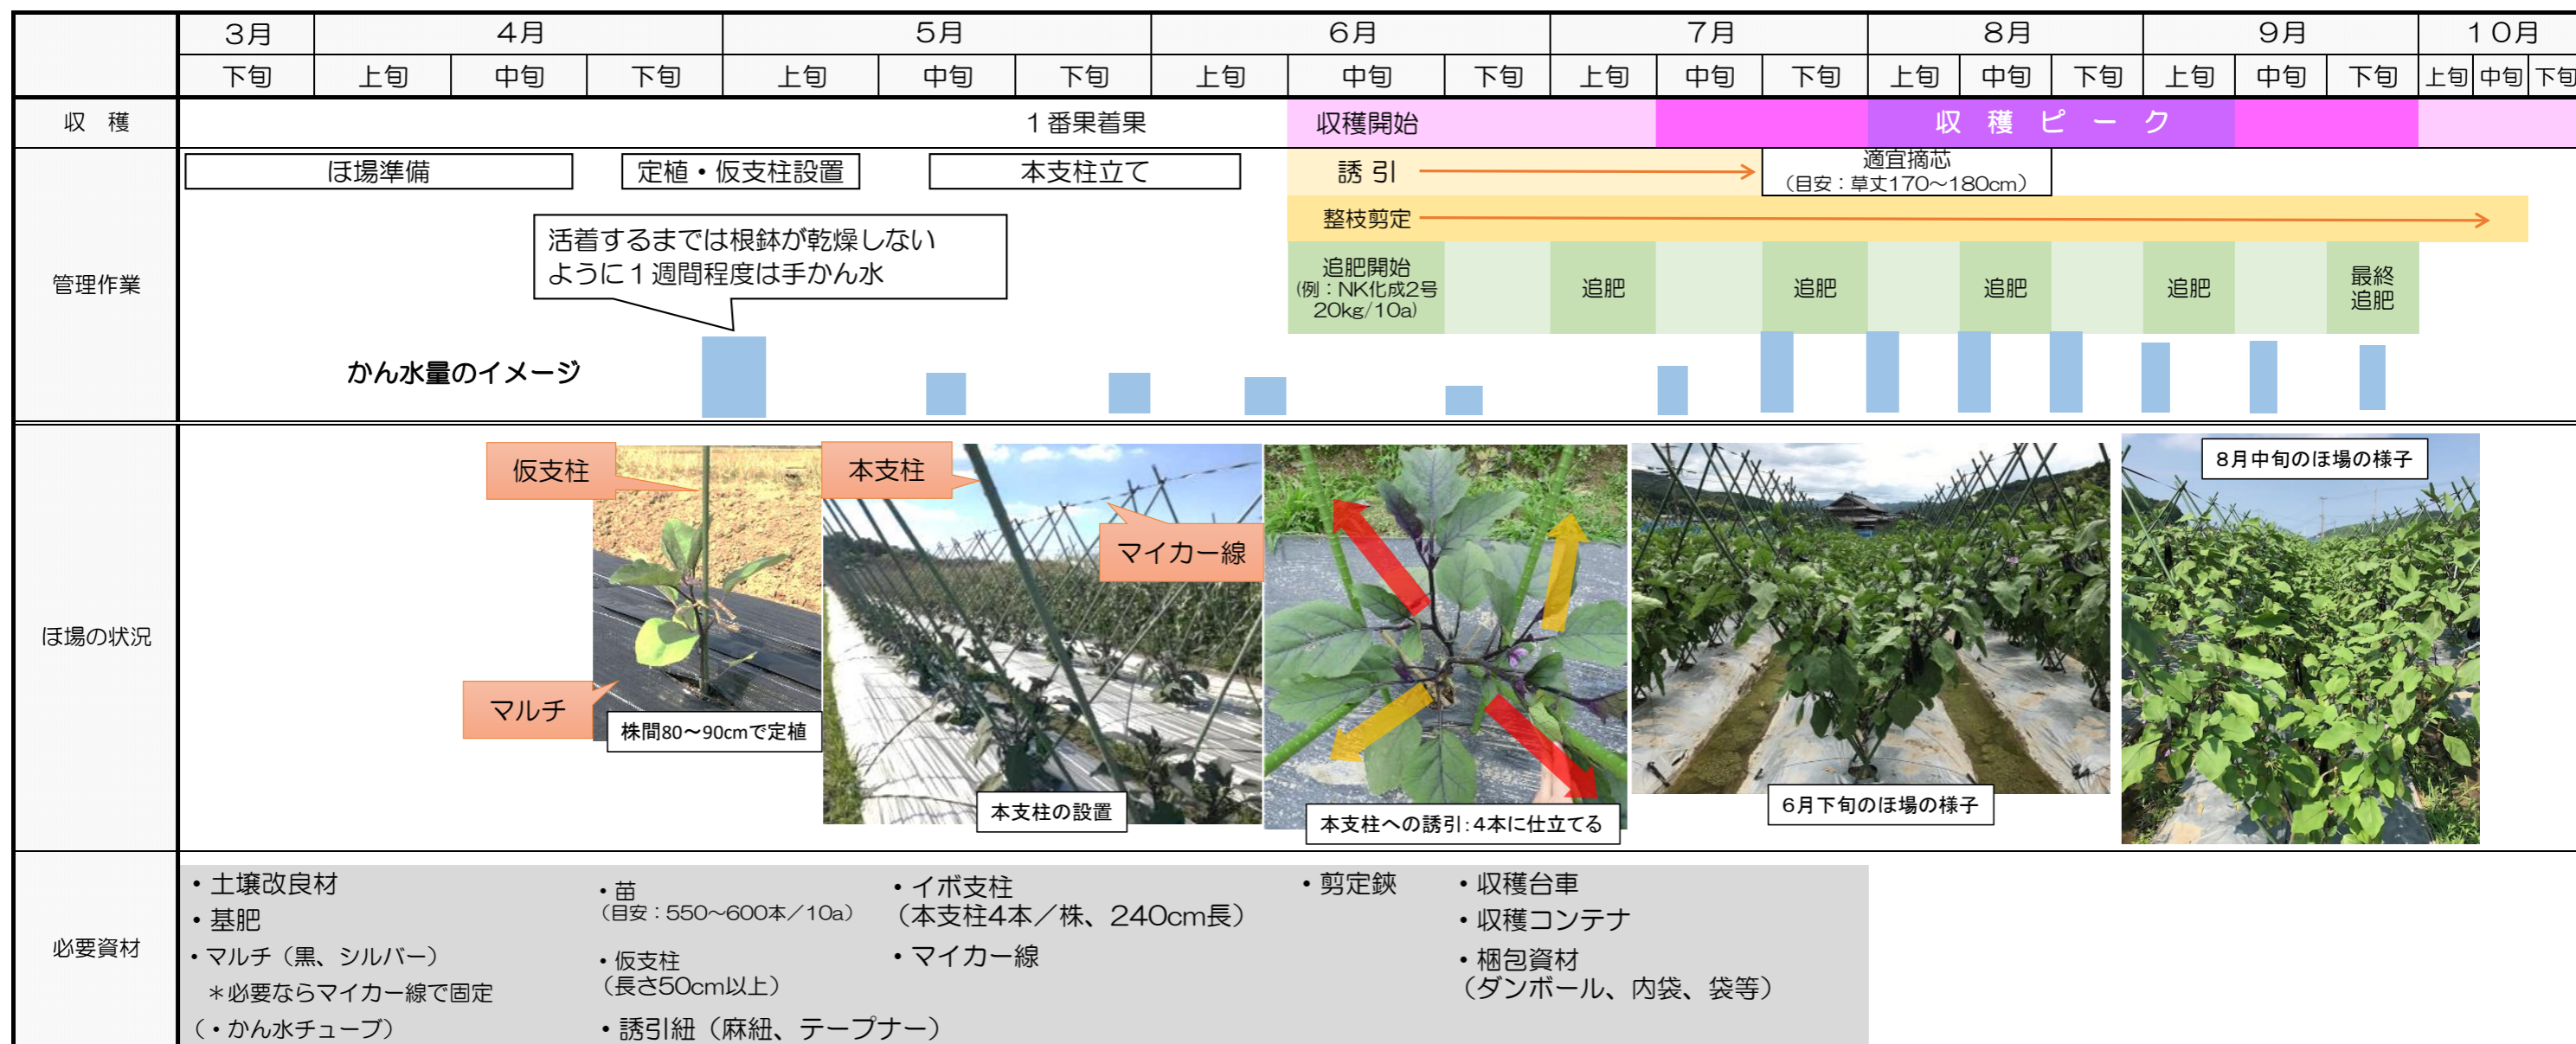 ３月 ４月 ５月 ６月 ７月 ８月 ９月 １０月
下旬 上旬 中旬 下旬 上旬 中旬 下旬 上旬 中旬 下旬 上旬 中旬 下旬 上旬 中旬 下旬 上旬 中旬 下旬 上旬 中旬 下旬
収　穫 １番果着果 収穫開始 収　穫　ピ　ー　ク
管理作業
ほ場準備 定植・仮支柱設置 本支柱立て 誘 引 適宜摘芯
（目安：草丈170～180cm）
整枝剪定
活着するまでは根鉢が乾燥しない
ように１週間程度は手かん水
追肥開始
(例：NK化成2号
20kg/10a)
追肥 追肥 追肥 追肥 最終
追肥
かん水量のイメージ
ほ場の状況
仮支柱
マルチ
株間80～90cmで定植
本支柱
マイカー線
本支柱の設置
本支柱への誘引：４本に仕立てる
６月下旬のほ場の様子
８月中旬のほ場の様子
必要資材
・土壌改良材
・基肥
・マルチ（黒、シルバー）
＊必要ならマイカー線で固定
（・かん水チューブ）
・苗
（目安：550～600本／10a）
・仮支柱
（長さ50cm以上）
・誘引紐（麻紐、テープナー）
・イボ支柱
（本支柱4本／株、240cm長）
・マイカー線
・剪定鋏
・収穫台車
・収穫コンテナ
・梱包資材
（ダンボール、内袋、袋等）